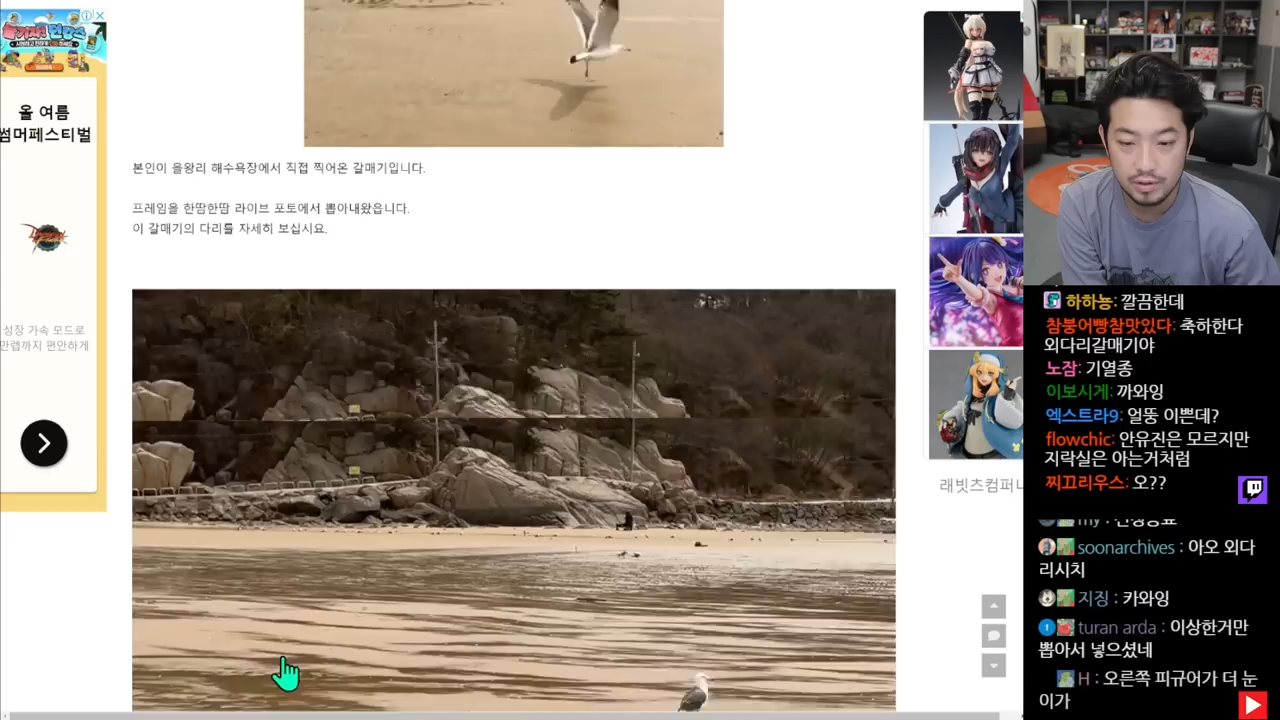 올 여름
썸머페스티벌
성장 가속 모드로
만렙까지 편안하게
본인이 을왕리 해수욕장에서 직접 찍어온 갈매기입니다.
프레임을 한땀한땀 라이브 포토에서 뽑아내왔읍니다.
이 갈매기의 다리를 자세히 보십시요.
래빗츠컴퍼니
하하뇽: 깔끔한데
참붕어빵참맛있다: 축하한다
외다리갈매기야
노잠: 기열종
이보시게: 까와잉
엑스트라9: 얼뚱 이쁜데?
flowchic: 안유진은 모르지만
지락실은 아는거처럼
찌끄리우스: 오??
my :
soonarchives : 아오 외다
리시치
지징 : 카와잉
turan arda : 이상한거만
뽑아서 넣으셨네
H : 오른쪽 피규어가 더 눈
이가